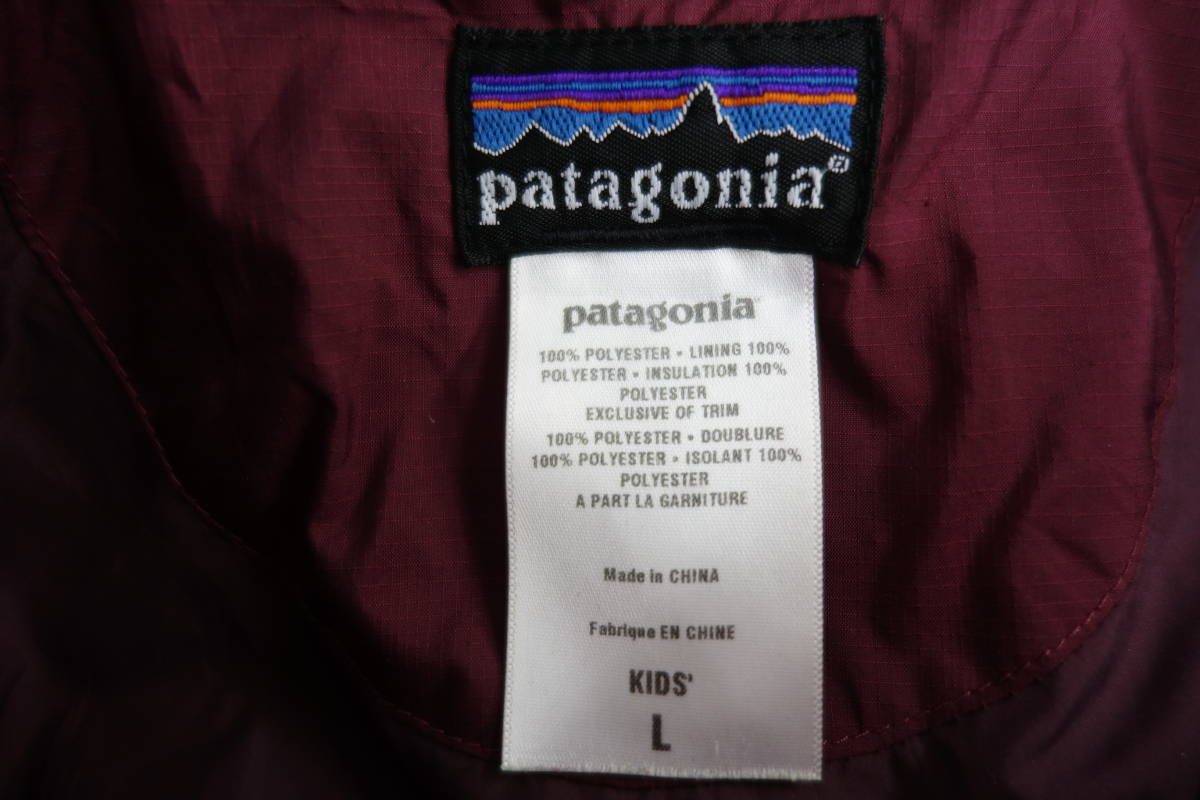 patagonia®
patagonia
100% POLYESTER • LINING 100%
POLYESTER • INSULATION 100%
POLYESTER
EXCLUSIVE OF TRIM
100% POLYESTER • DOUBLURE
100% POLYESTER • ISOLANT 100%
POLYESTER
A PART LA GARNITURE
Made in CHINA
Fabrique EN CHINE
KIDS'
L